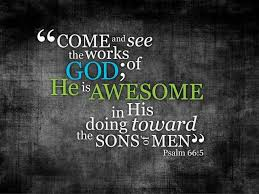 “COME and see
the works of
GOD;
He is AWESOME
in His
doing toward
the SONS of MEN”
Psalm 66:5